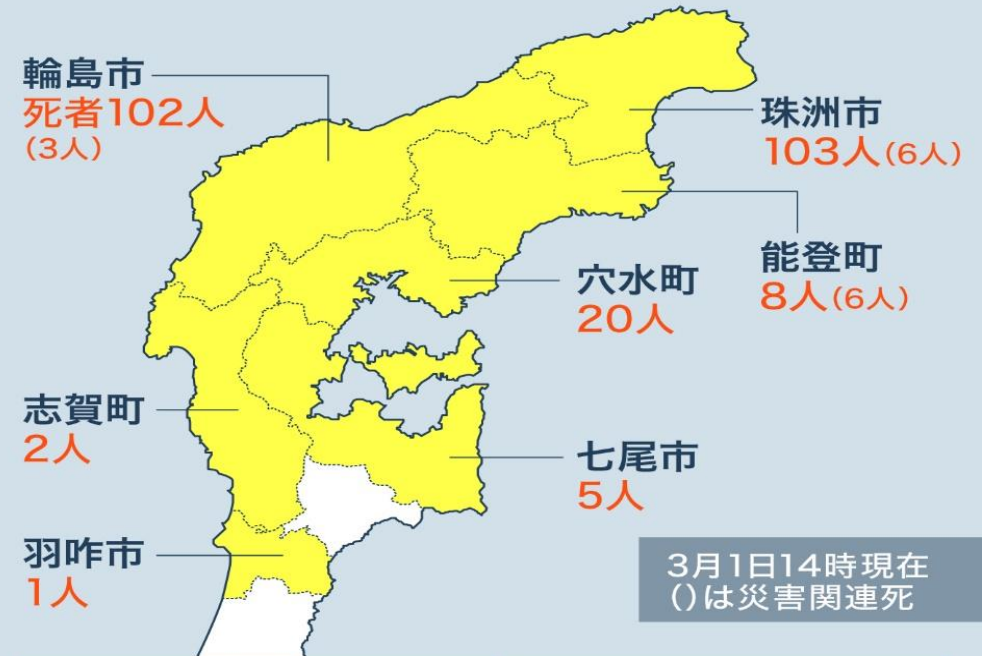 輪島市
死者102人
(3人)
珠洲市
103人(6人)
能登町
8人(6人)
穴水町
20人
志賀町
2人
七尾市
5人
羽咋市
1人
3月1日14時現在
()は災害関連死